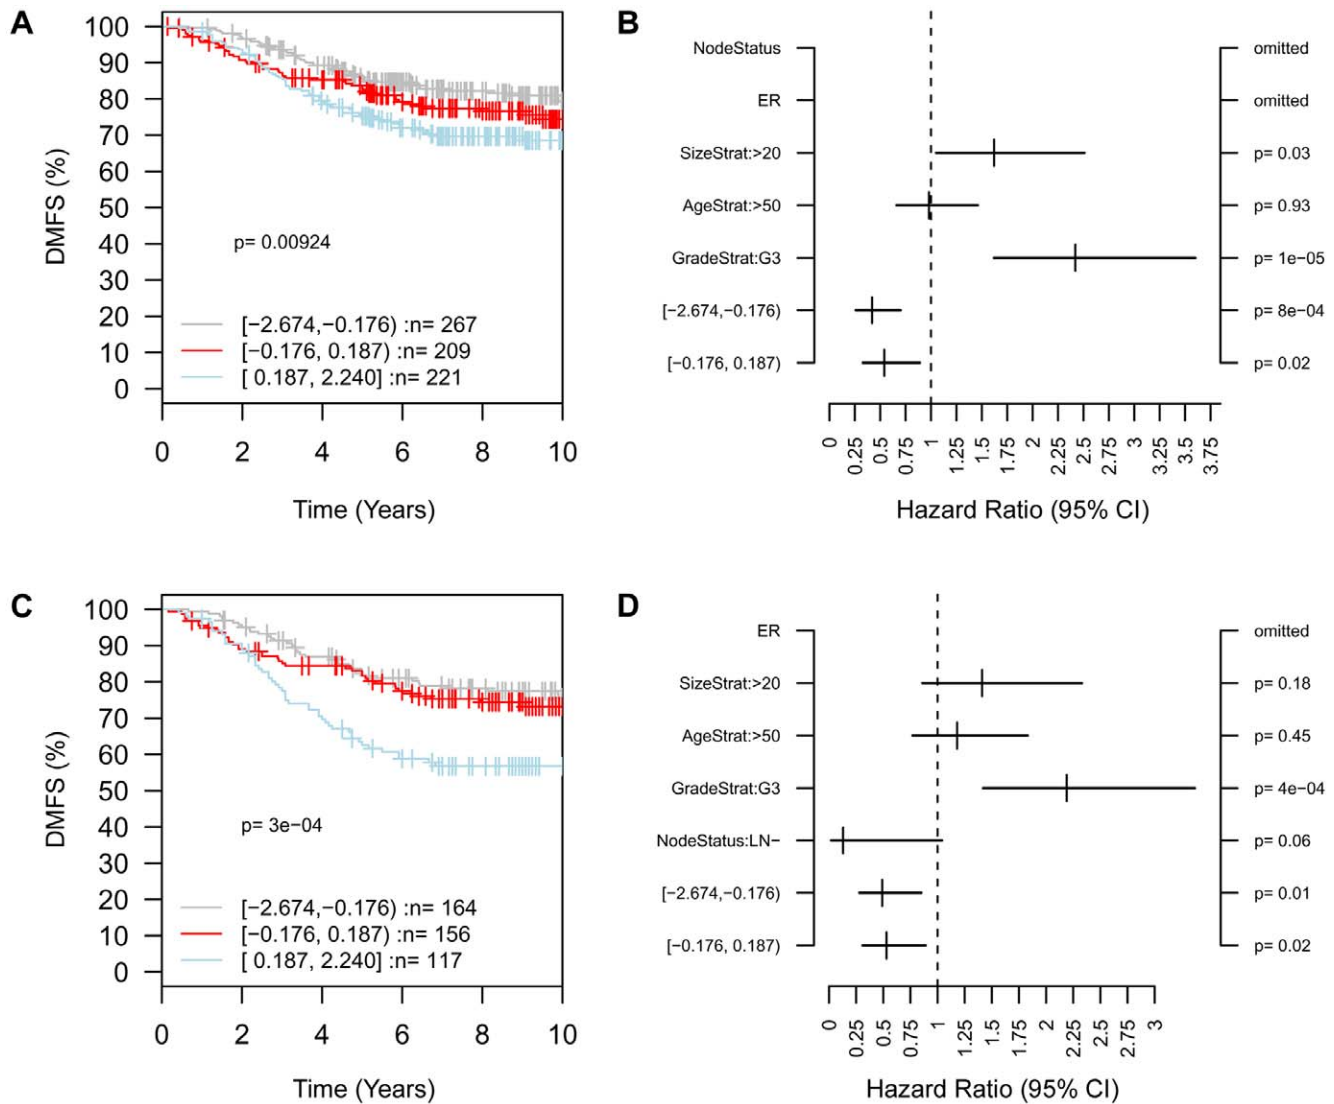 A
100
90
80
70
60
50
40
30
20
10
0
DMFS (%)
p= 0.00924
[−2.674,−0.176) :n= 267
[−0.176, 0.187) :n= 209
[ 0.187, 2.240] :n= 221
0 2 4 6 8 10
Time (Years)
B
NodeStatus omitted
ER omitted
SizeStrat:>20 p= 0.03
AgeStrat:>50 p= 0.93
GradeStrat:G3 p= 1e−05
[−2.674,−0.176) p= 8e−04
[−0.176, 0.187) p= 0.02
0 0.25 0.5 0.75 1 1.25 1.5 1.75 2 2.25 2.5 2.75 3 3.25 3.5 3.75
Hazard Ratio (95% CI)
C
100
90
80
70
60
50
40
30
20
10
0
DMFS (%)
p= 3e−04
[−2.674,−0.176) :n= 164
[−0.176, 0.187) :n= 156
[ 0.187, 2.240] :n= 117
0 2 4 6 8 10
Time (Years)
D
ER omitted
SizeStrat:>20 p= 0.18
AgeStrat:>50 p= 0.45
GradeStrat:G3 p= 4e−04
NodeStatus:LN− p= 0.06
[−2.674,−0.176) p= 0.01
[−0.176, 0.187) p= 0.02
0 0.25 0.5 0.75 1 1.25 1.5 1.75 2 2.25 2.5 2.75 3
Hazard Ratio (95% CI)